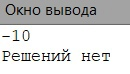 Окно вывода
-10
Решений нет